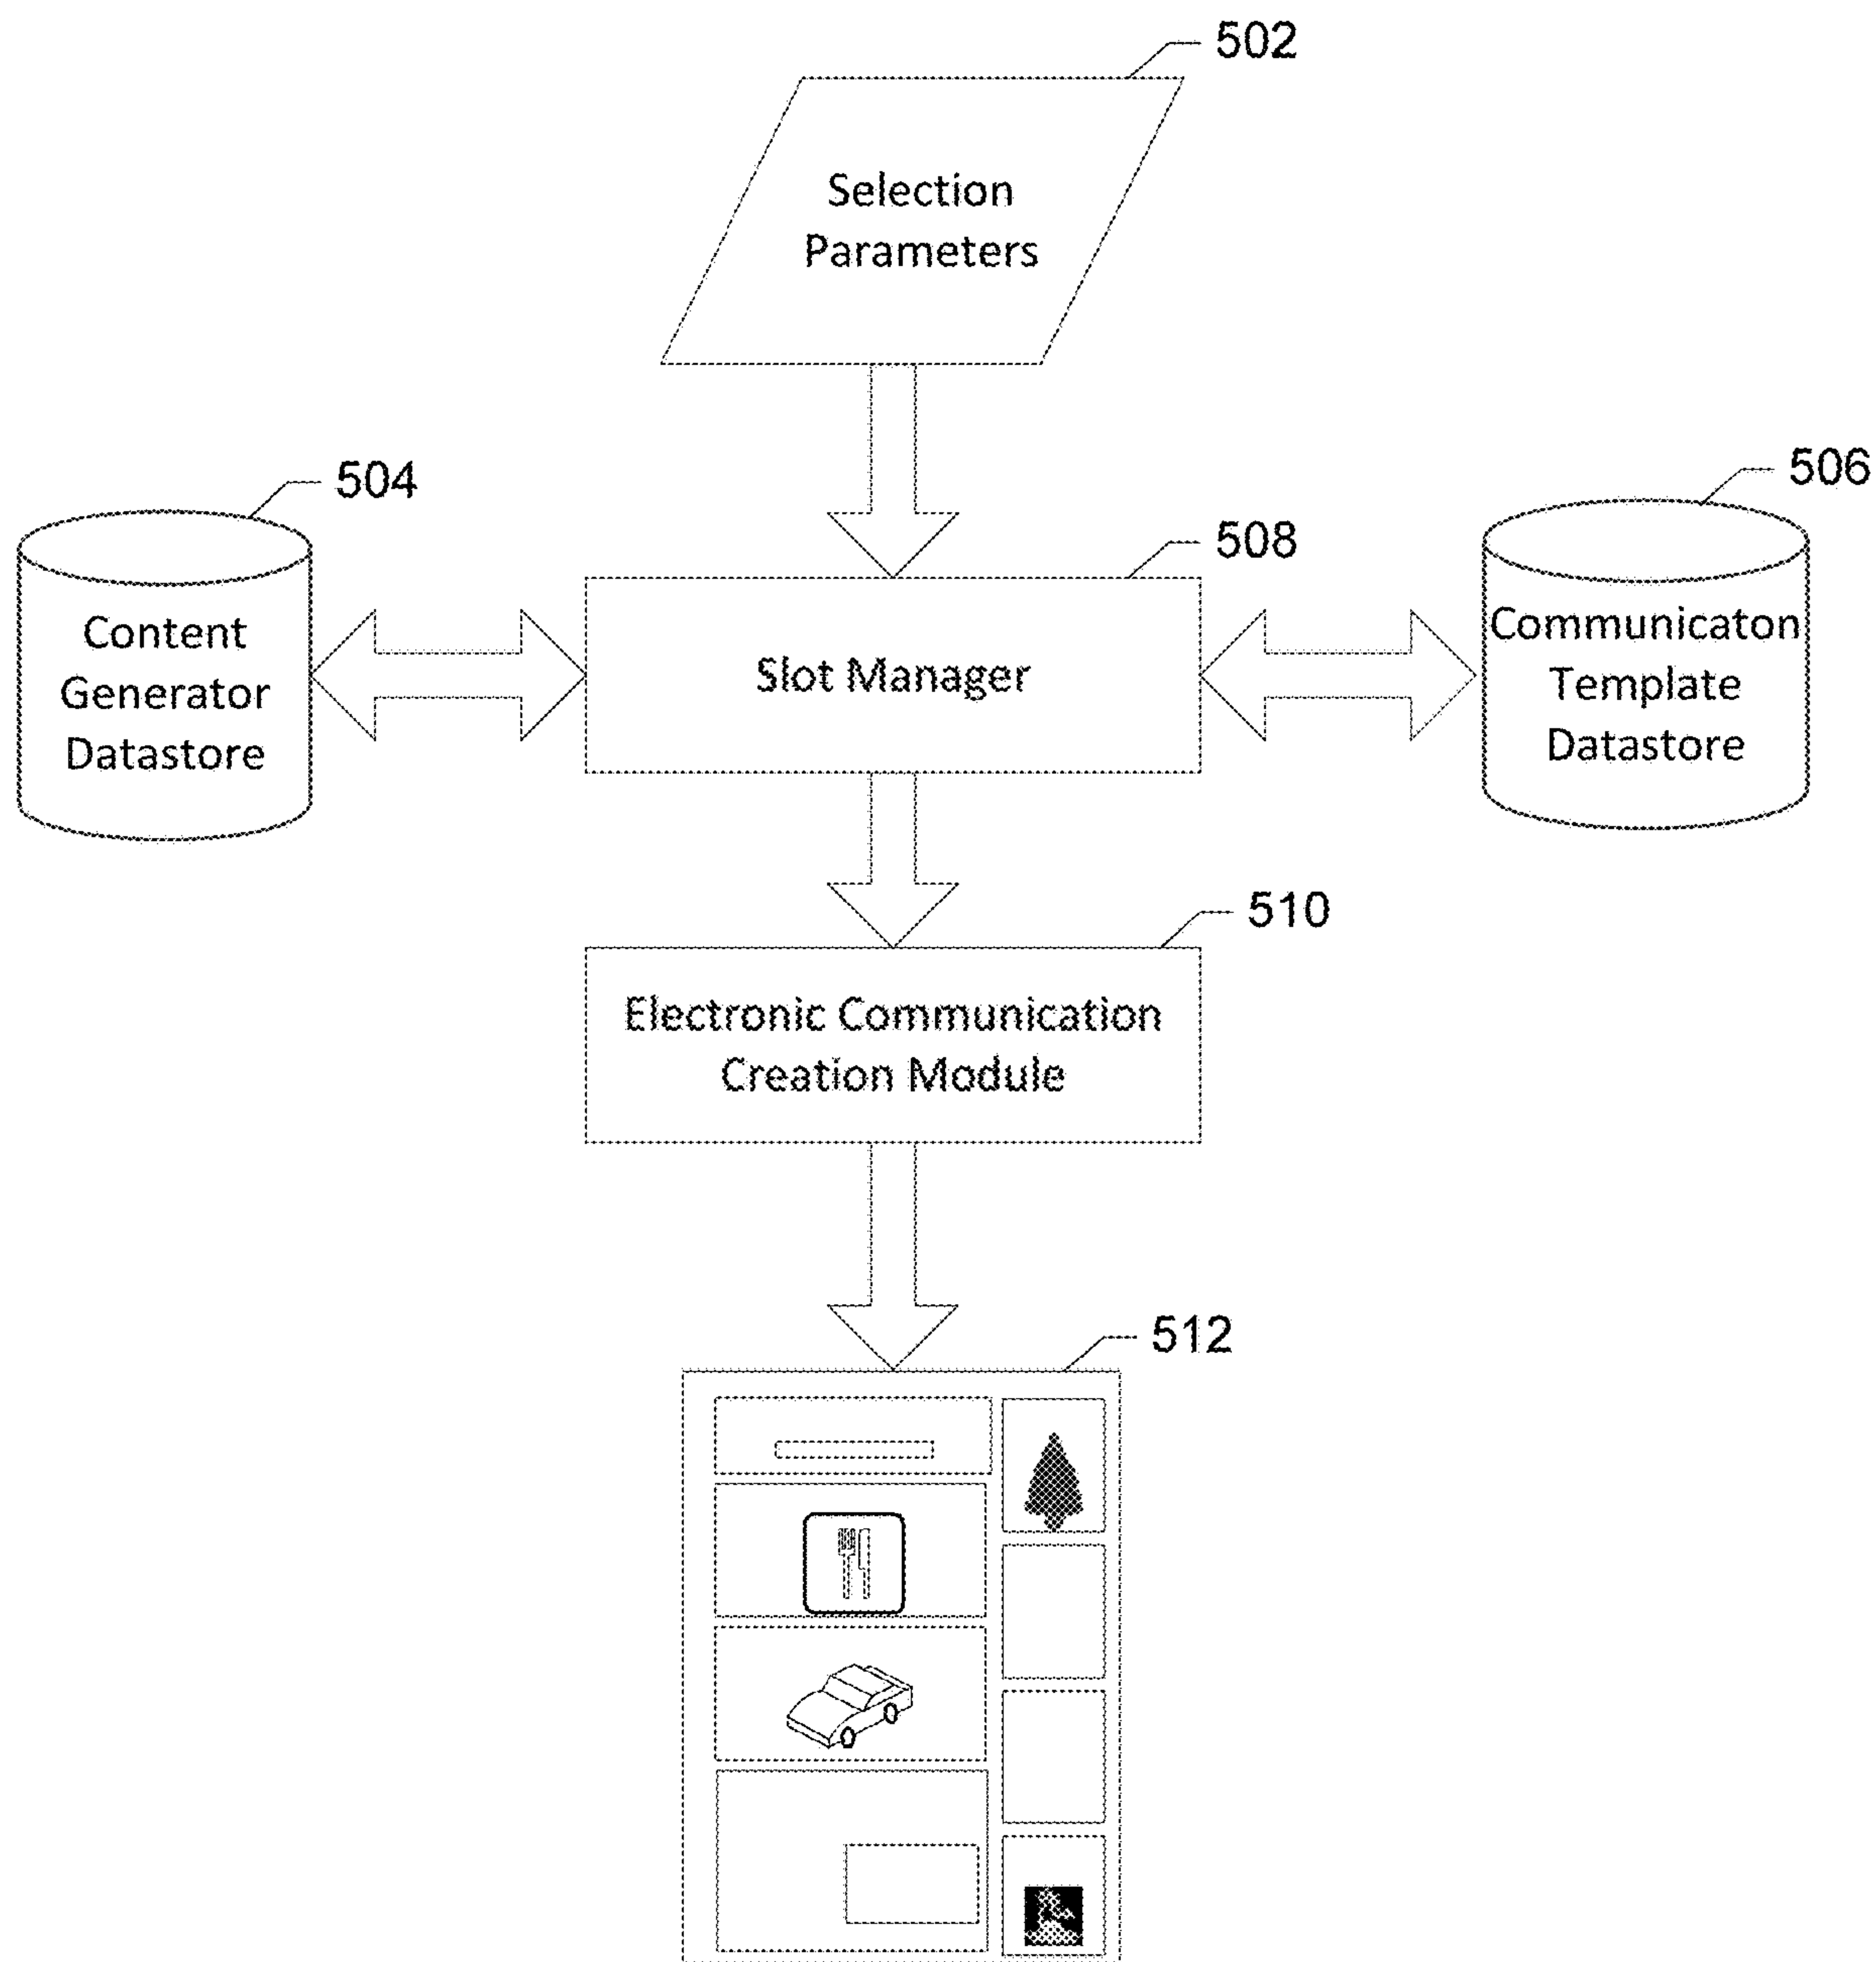 502
Selection
Parameters
504
506
508
Content
Generator
Datastore
Slot Manager
Communicaton
Template
Datastore
510
Electronic Communication
Creation Module
512